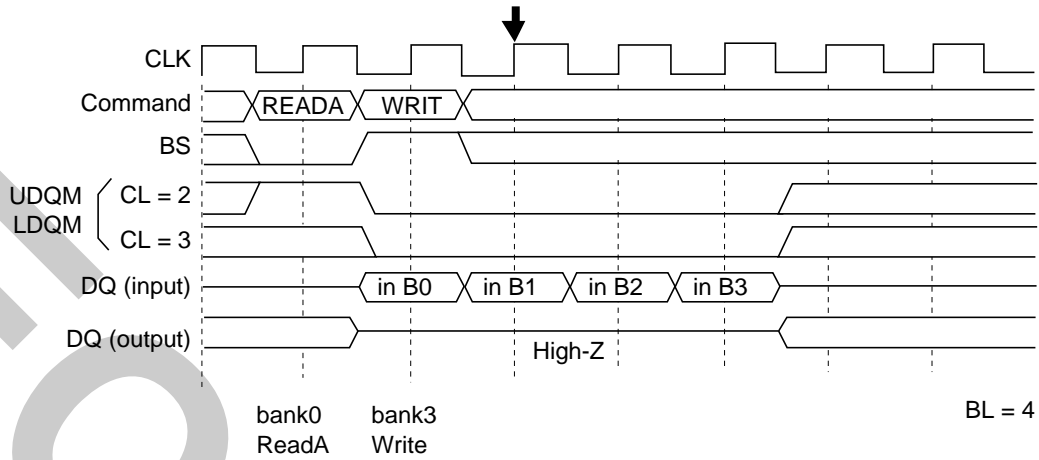 CLK
Command READA WRIT
BS
UDQM CL = 2
LDQM
CL = 3
DQ (input) in B0 in B1 in B2 in B3
DQ (output)
High-Z
bank0 bank3 BL = 4
ReadA Write